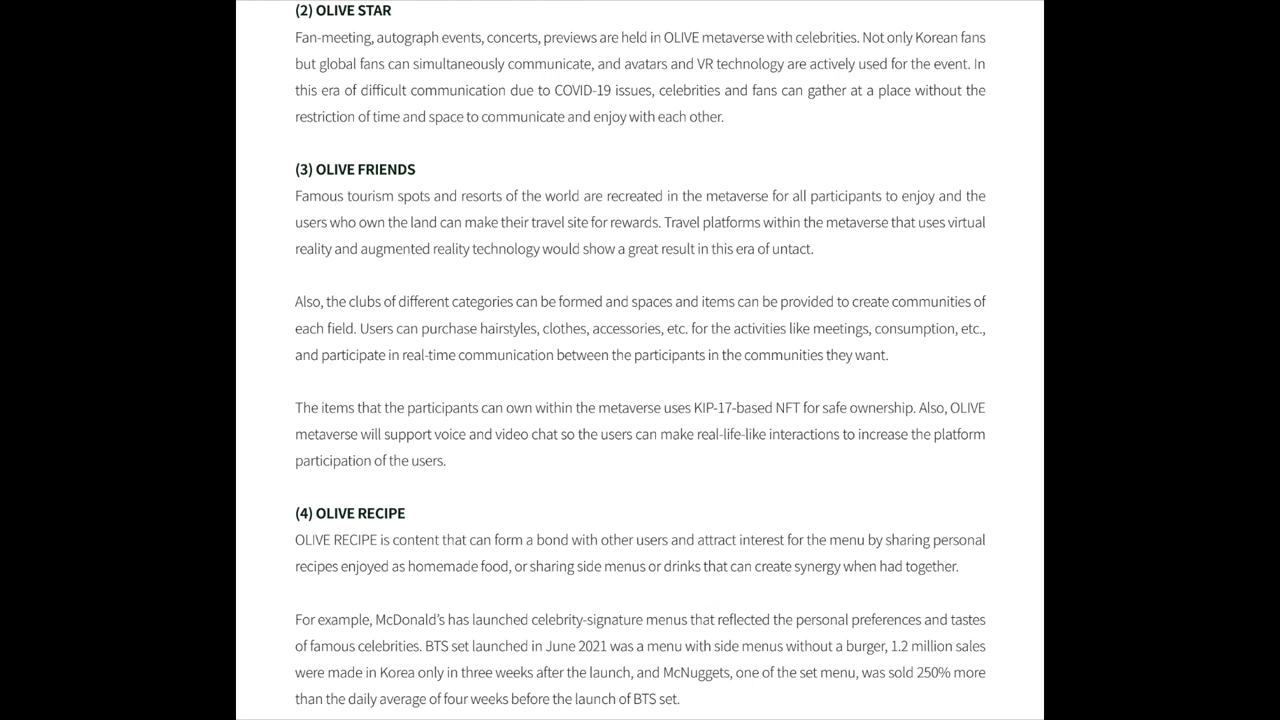 (2) OLIVE STAR
Fan-meeting, autograph events, concerts, previews are held in OLIVE metaverse with celebrities. Not only Korean fans
but global fans can simultaneously communicate, and avatars and VR technology are actively used for the event. In
this era of difficult communication due to COVID-19 issues, celebrities and fans can gather at a place without the
restriction of time and space to communicate and enjoy with each other.
(3) OLIVE FRIENDS
Famous tourism spots and resorts of the world are recreated in the metaverse for all participants to enjoy and the
users who own the land can make their travel site for rewards. Travel platforms within the metaverse that uses virtual
reality and augmented reality technology would show a great result in this era of untact.
Also, the clubs of different categories can be formed and spaces and items can be provided to create communities of
each field. Users can purchase hairstyles, clothes, accessories, etc. for the activities like meetings, consumption, etc.,
and participate in real-time communication between the participants in the communities they want.
The items that the participants can own within the metaverse uses KIP-17-based NFT for safe ownership. Also, OLIVE
metaverse will support voice and video chat so the users can make real-life-like interactions to increase the platform
participation of the users.
(4) OLIVE RECIPE
OLIVE RECIPE is content that can form a bond with other users and attract interest for the menu by sharing personal
recipes enjoyed as homemade food, or sharing side menus or drinks that can create synergy when had together.
For example, McDonald’s has launched celebrity-signature menus that reflected the personal preferences and tastes
of famous celebrities. BTS set launched in June 2021 was a menu with side menus without a burger, 1.2 million sales
were made in Korea only in three weeks after the launch, and McNuggets, one of the set menu, was sold 250% more
than the daily average of four weeks before the launch of BTS set.